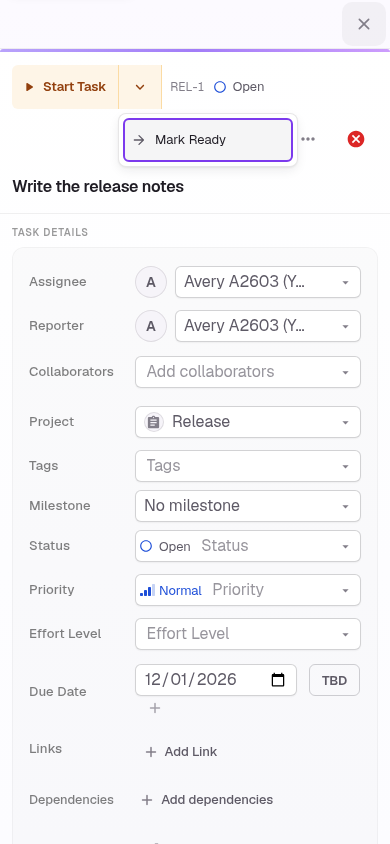 Start Task
REL-1 Open
Mark Ready
Write the release notes
TASK DETAILS
Assignee A Avery A2603 (Y...
Reporter A Avery A2603 (Y...
Collaborators Add collaborators
Project Release
Tags Tags
Milestone No milestone
Status Open Status
Priority Normal Priority
Effort Level Effort Level
Due Date 12/01/2026 TBD
Links + Add Link
Dependencies + Add dependencies